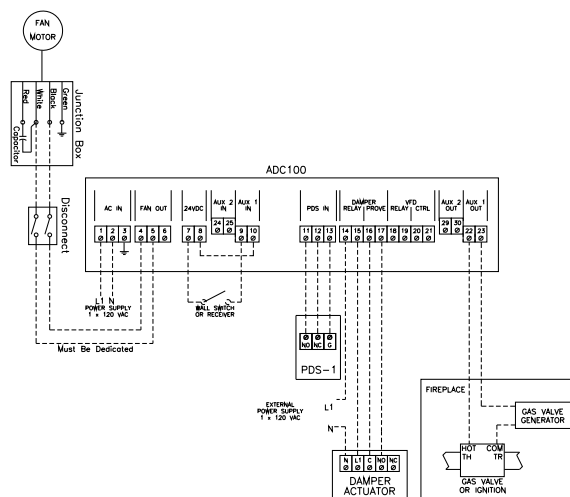 FAN
MOTOR
Red
White
Black
Green
Capacitor
Junction Box
Disconnect
ADC100
AC IN
FAN OUT
24VDC
AUX 2
IN
AUX 1
IN
PDS IN
DAMPER
RELAY
PROVE
VFD
RELAY
CTRL
AUX 2
OUT
AUX 1
OUT
24 25
29 30
1 2 3
4 5 6
7 8
9 10
11 12 13
14 15 16 17 18 19 20 21
22 23
L1 N
POWER SUPPLY
1 x 120 VAC
WALL SWITCH
OR RECEIVER
Must Be Dedicated
NO NC G
PDS-1
EXTERNAL
POWER SUPPLY
1 x 120 VAC
L1
N
N L1 C NO NC
DAMPER
ACTUATOR
FIREPLACE
GAS VALVE
GENERATOR
HOT COM
TH TR
GAS VALVE
OR IGNITION